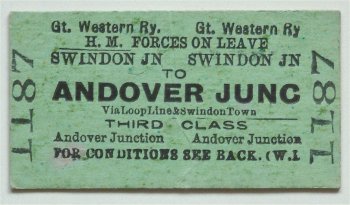 Gt. Western Ry. Gt. Western Ry
H. M. FORCES ON LEAVE
SWINDON JN SWINDON JN
TO
ANDOVER JUNC
Via Loop Line & Swindon Town
THIRD CLASS
Andover Junction Andover Junction
FOR CONDITIONS SEE BACK. (W.L
1187
1187